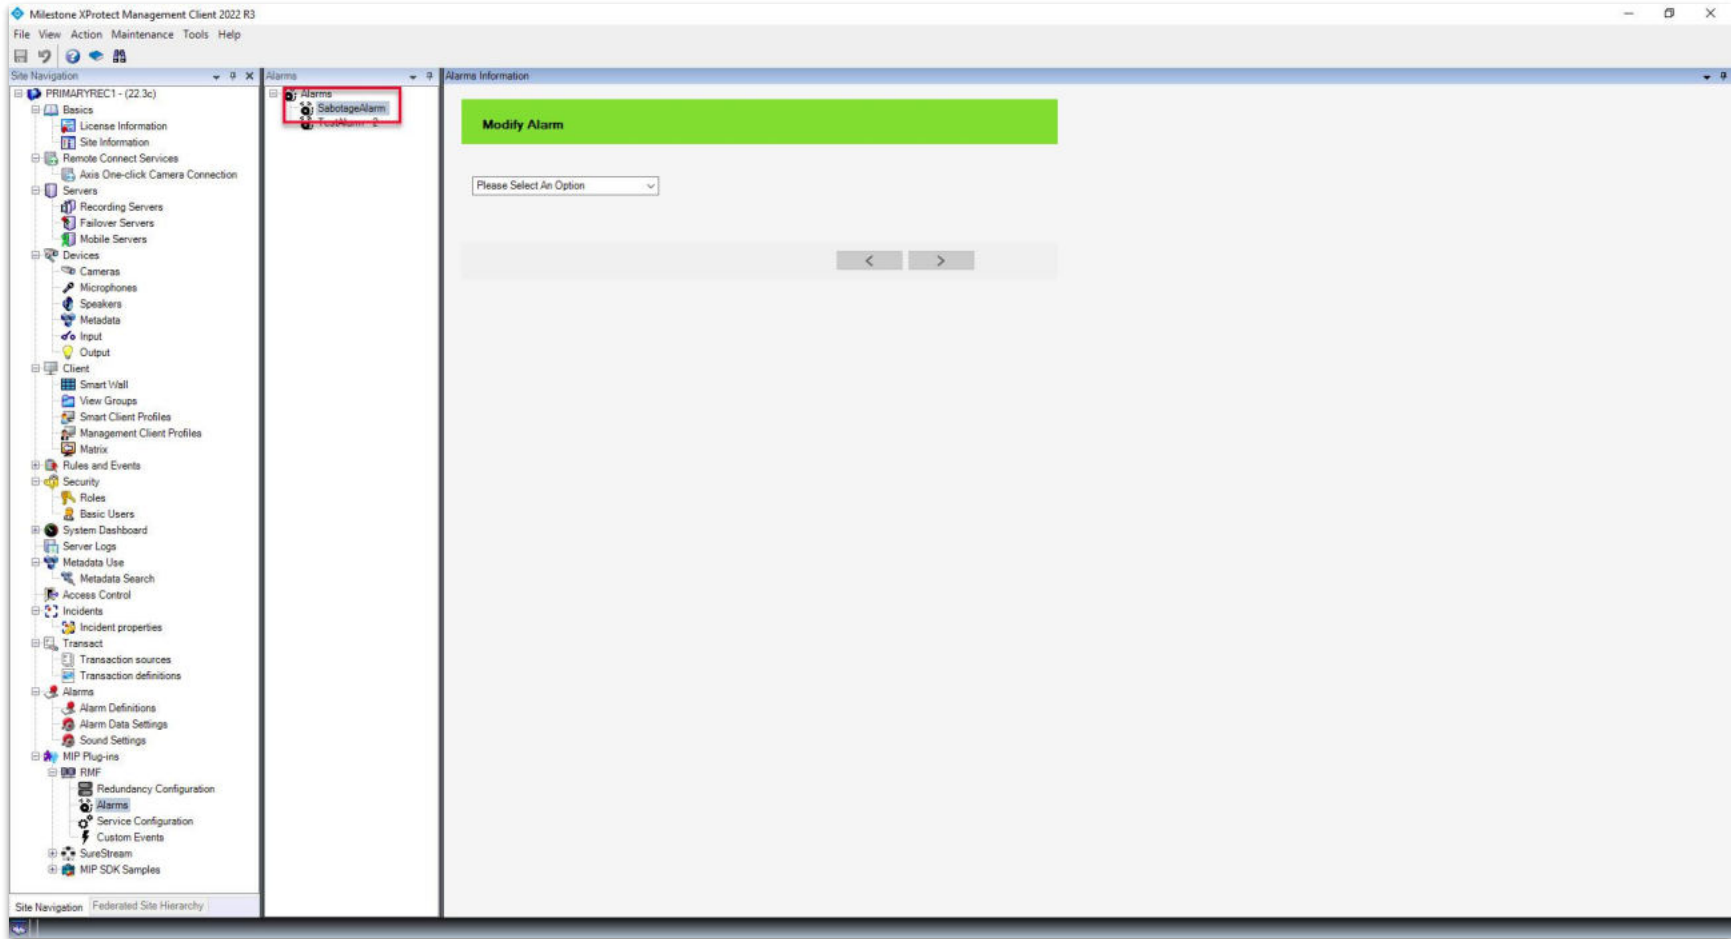 Milestone XProtect Management Client 2022 R3
File View Action Maintenance Tools Help
Site Navigation
PRIMARYREC1 - (22.3c)
Basics
License Information
Site Information
Remote Connect Services
Axis One-click Camera Connection
Servers
Recording Servers
Failover Servers
Mobile Servers
Devices
Cameras
Microphones
Speakers
Metadata
Input
Output
Client
Smart Wall
View Groups
Smart Client Profiles
Management Client Profiles
Matrix
Rules and Events
Security
Roles
Basic Users
System Dashboard
Server Logs
Metadata Use
Metadata Search
Access Control
Incidents
Incident properties
Transact
Transaction sources
Transaction definitions
Alarms
Alarm Definitions
Alarm Data Settings
Sound Settings
MIP Plug-ins
RMF
Redundancy Configuration
Alarms
Service Configuration
Custom Events
SureStream
MIP SDK Samples
Site Navigation Federated Site Hierarchy
Alarms
Alarms
SabotageAlarm
TestAlarm - 2
Alarms Information
Modify Alarm
Please Select An Option
< >